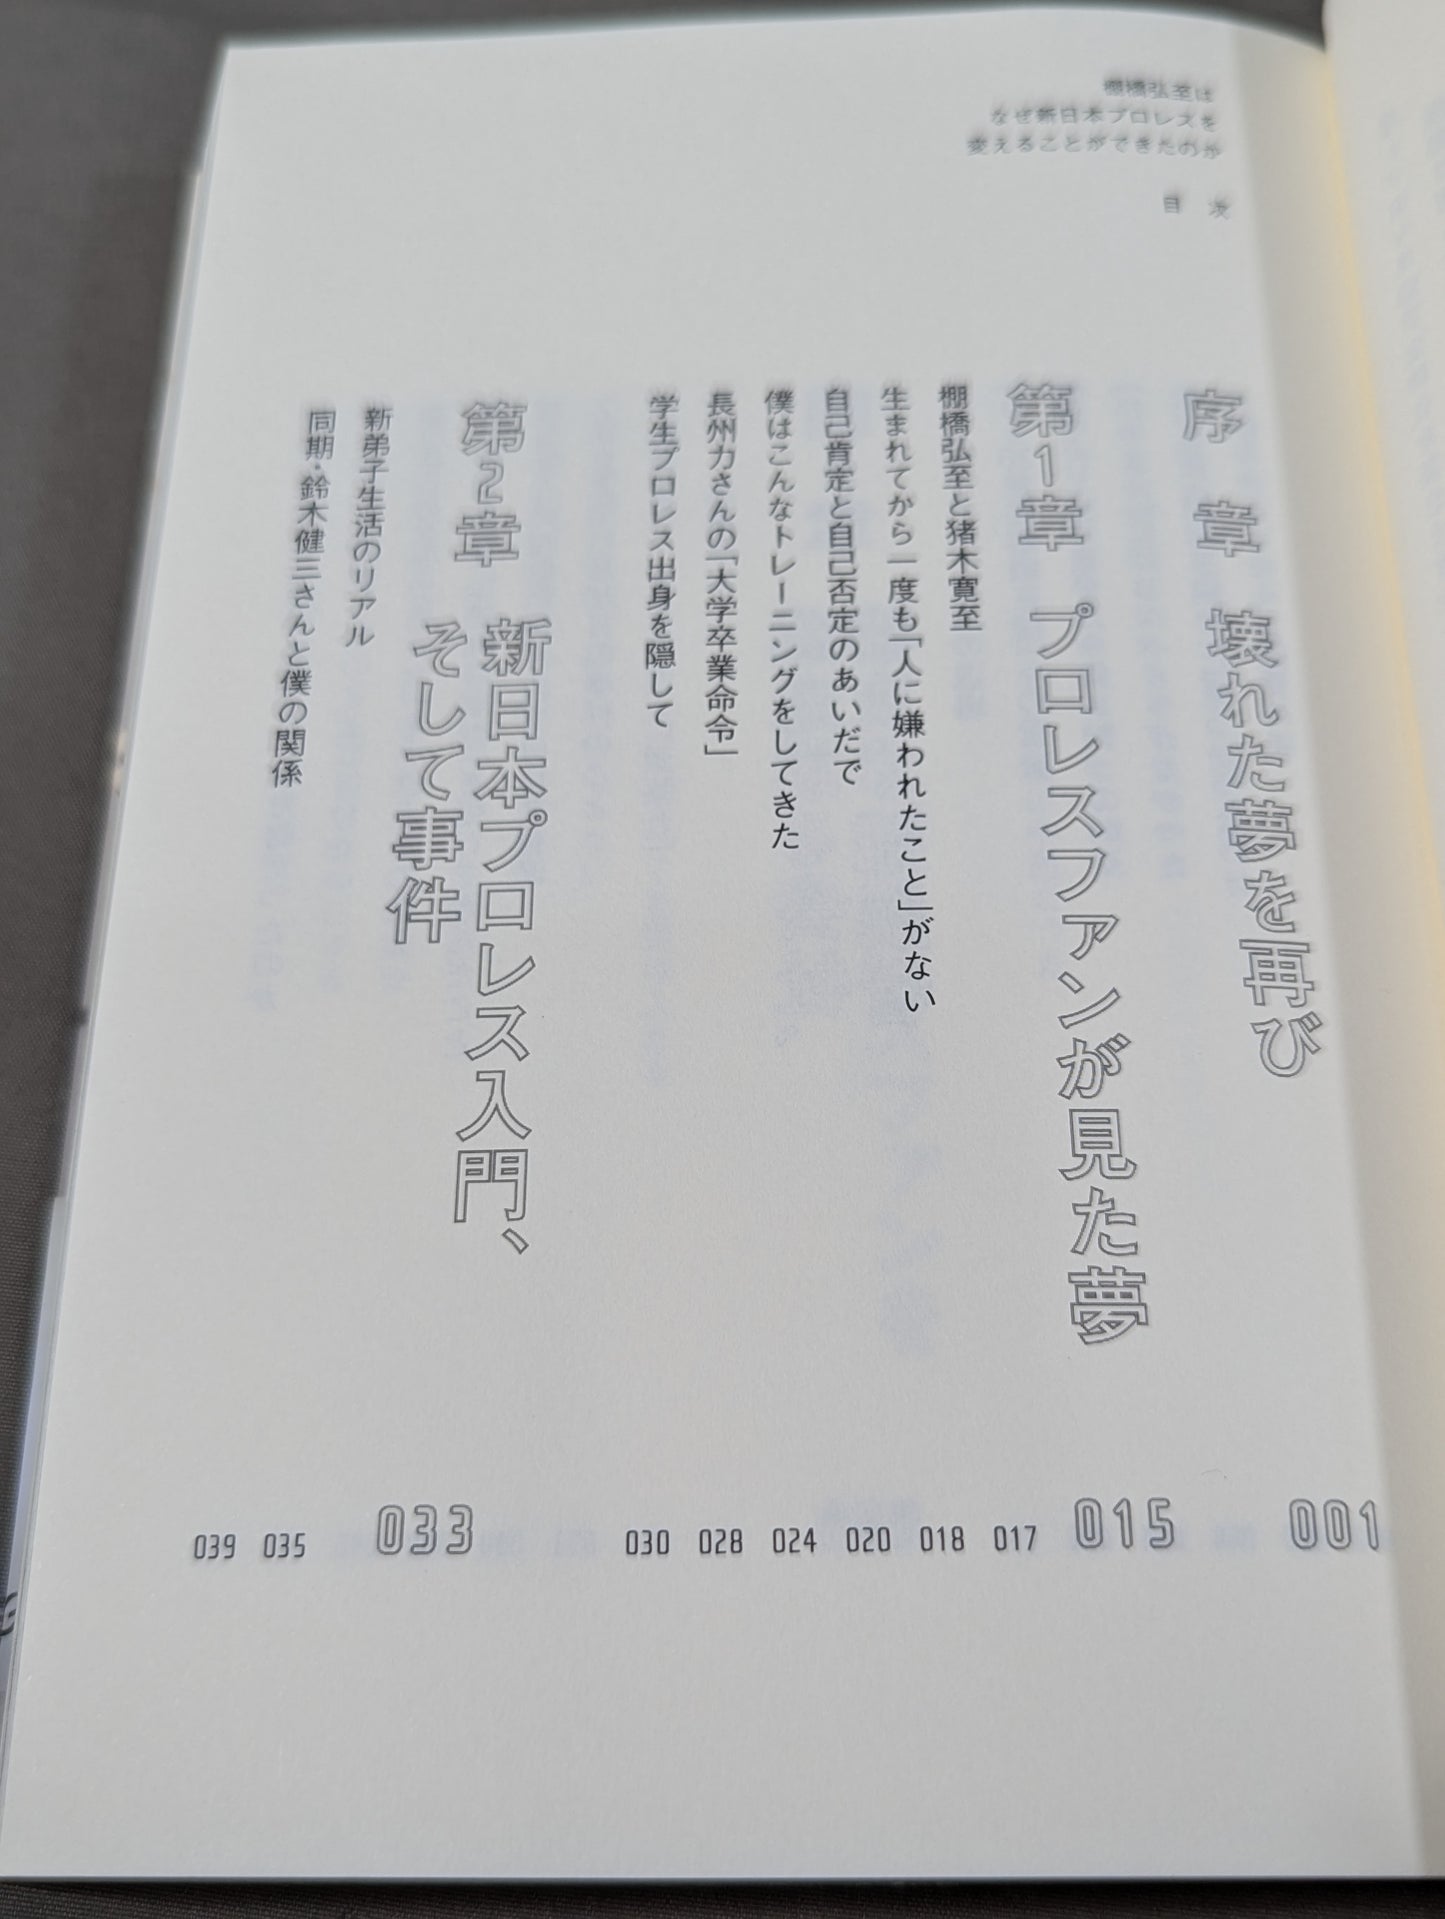 棚橋弘至は
なぜ新日本プロレスを
変えることができたのか
目次
序章 壊れた夢を再び 001
第1章 プロレスファンが見た夢 015
棚橋弘至と猪木寛至 017
生まれてから一度も「人に嫌われたこと」がない 018
自己肯定と自己否定のあいだで 020
僕はこんなトレーニングをしてきた 024
長州力さんの「大学卒業命令」 028
学生プロレス出身を隠して 030
第2章 新日本プロレス入門、
そして事件 033
新弟子生活のリアル 035
同期・鈴木健三さんと僕の関係 039